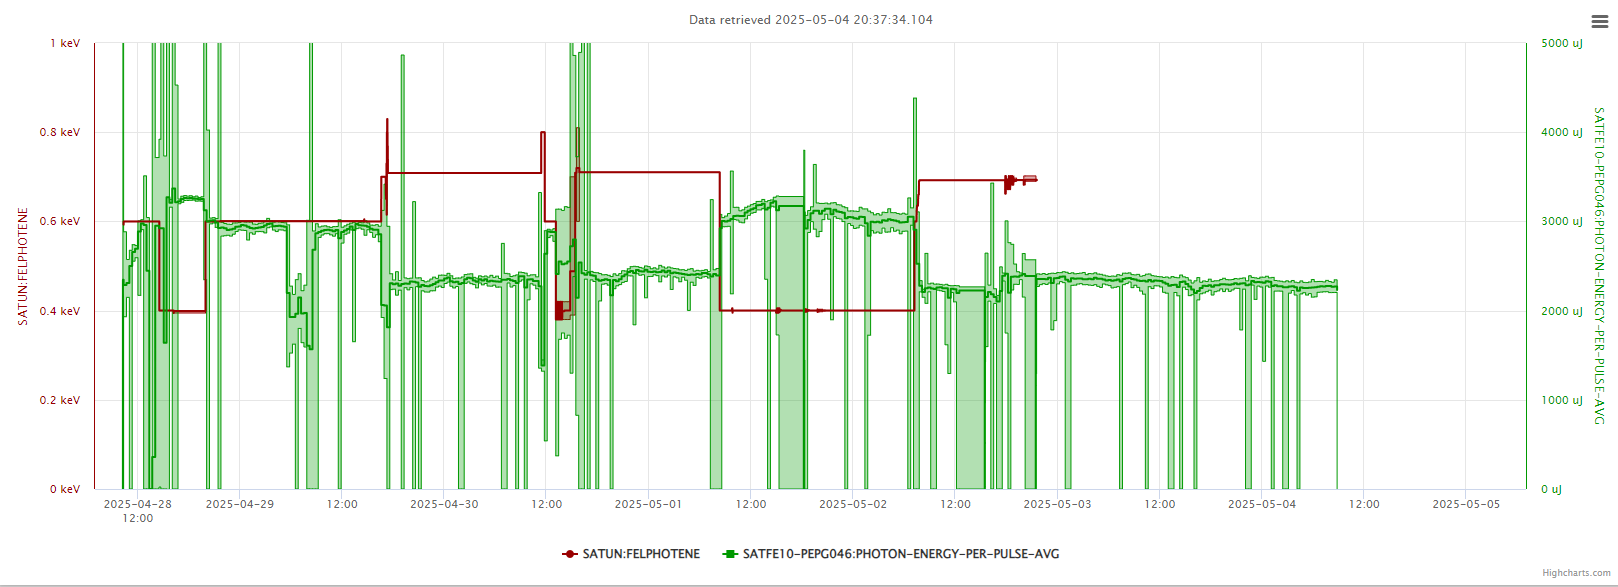 Data retrieved 2025-05-04 20:37:34.104
1 keV
0.8 keV
0.6 keV
0.4 keV
0.2 keV
0 keV
SATUN:FELPHOTENE
5000 uJ
4000 uJ
3000 uJ
2000 uJ
1000 uJ
0 uJ
SATFE10-PEPG046:PHOTON-ENERGY-PER-PULSE-AVG
2025-04-28
12:00
2025-04-29
12:00
2025-04-30
12:00
2025-05-01
12:00
2025-05-02
12:00
2025-05-03
12:00
2025-05-04
12:00
2025-05-05
SATUN:FELPHOTENE
SATFE10-PEPG046:PHOTON-ENERGY-PER-PULSE-AVG
Highcharts.com